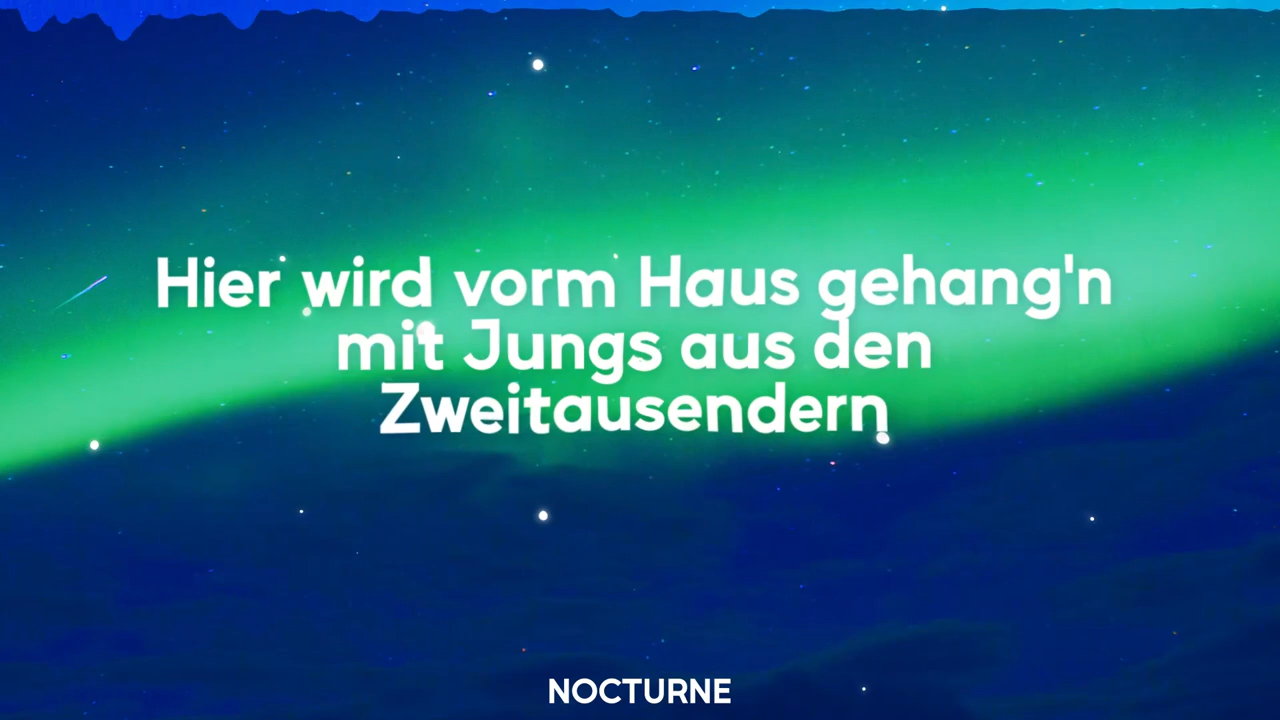 Hier wird vorm Haus gehang'n
mit Jungs aus den
Zweitausendern
NOCTURNE